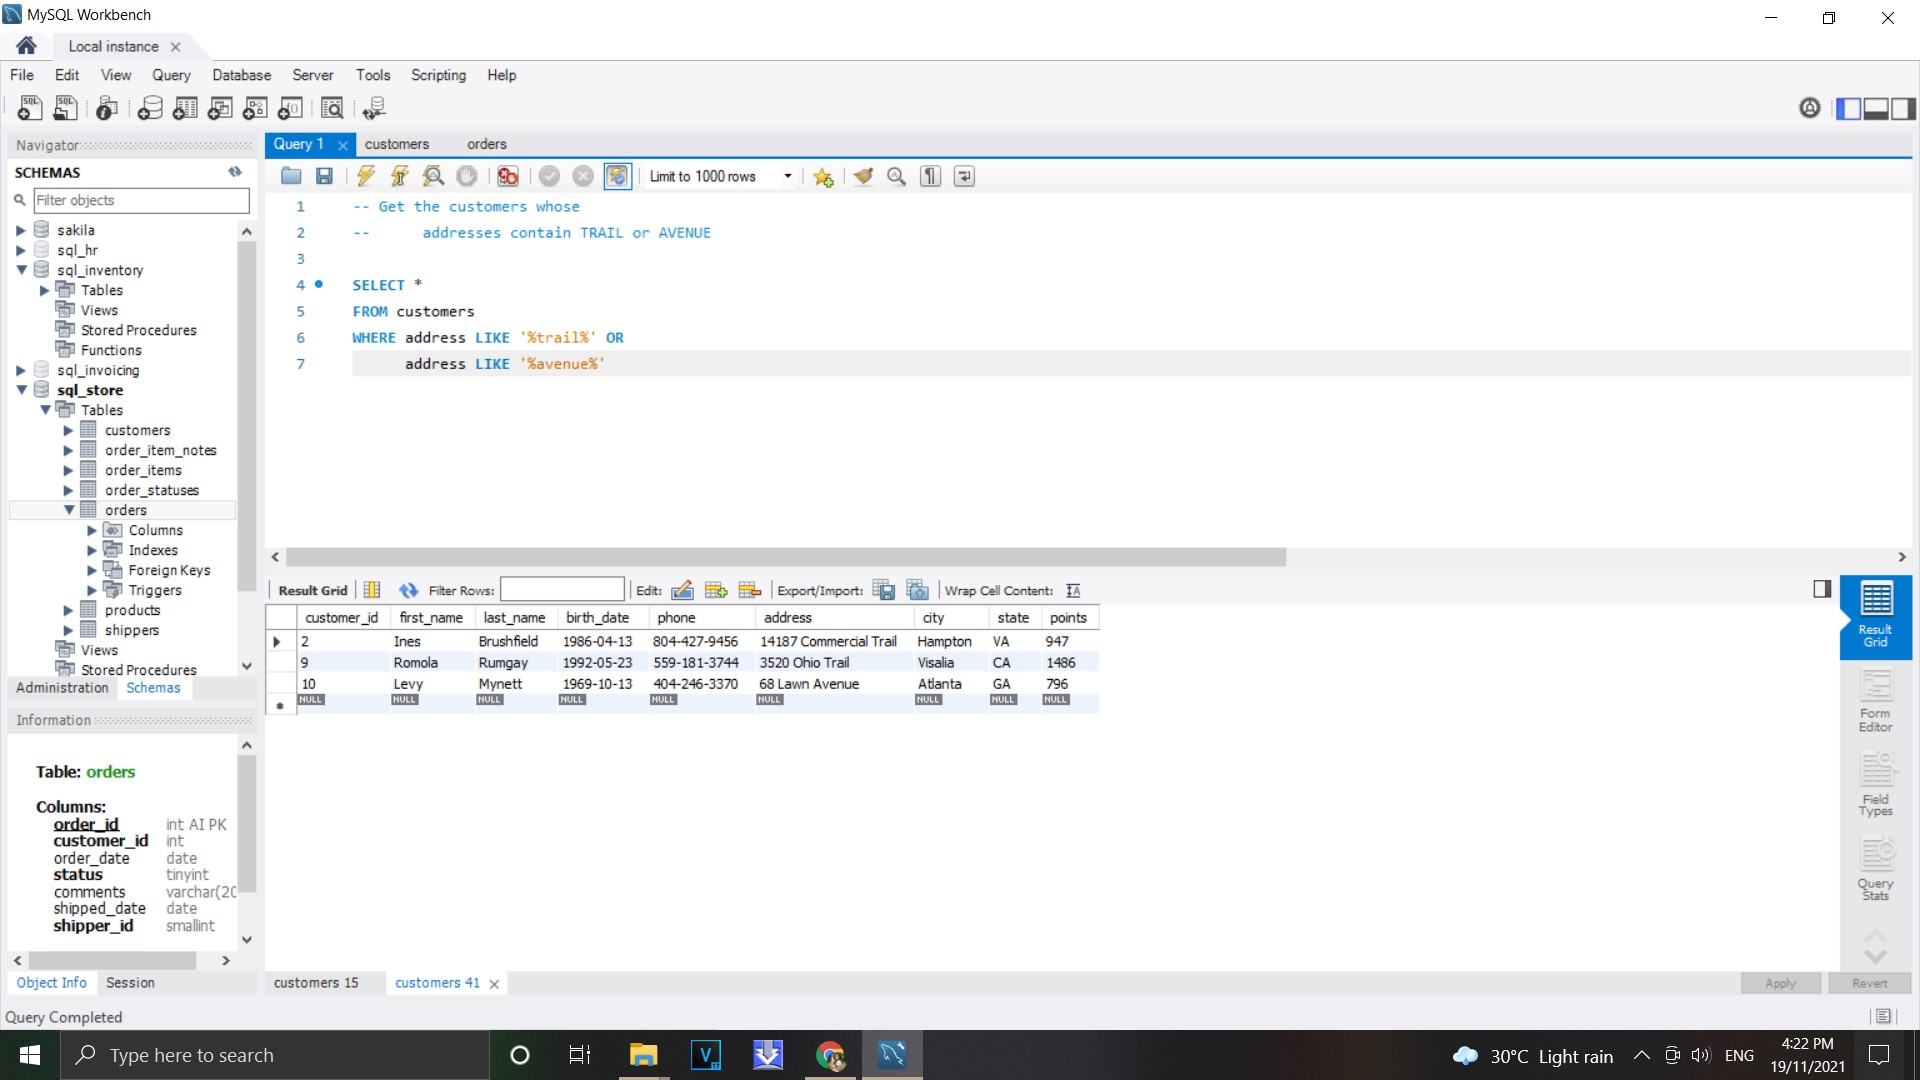 MySQL Workbench
Local instance
File Edit View Query Database Server Tools Scripting Help
Navigator
SCHEMAS
Filter objects
sakila
sql_hr
sql_inventory
Tables
Views
Stored Procedures
Functions
sql_invoicing
sql_store
Tables
customers
order_item_notes
order_items
order_statuses
orders
Columns
Indexes
Foreign Keys
Triggers
products
shippers
Views
Stored Procedures
Administration Schemas
Information
Table: orders
Columns:
order_id int AI PK
customer_id int
order_date date
status tinyint
comments varchar(20
shipped_date date
shipper_id smallint
Object Info Session
Query 1 customers orders
Limit to 1000 rows
1 -- Get the customers whose
2 -- addresses contain TRAIL or AVENUE
3
4 SELECT *
5 FROM customers
6 WHERE address LIKE '%trail%' OR
7 address LIKE '%avenue%'
Result Grid Filter Rows: Edit: Export/Import: Wrap Cell Content:
customer_id first_name last_name birth_date phone address city state points
2 Ines Brushfield 1986-04-13 804-427-9456 14187 Commercial Trail Hampton VA 947
9 Romola Rumgay 1992-05-23 559-181-3744 3520 Ohio Trail Visalia CA 1486
10 Levy Mynett 1969-10-13 404-246-3370 68 Lawn Avenue Atlanta GA 796
NULL NULL NULL NULL NULL NULL NULL NULL NULL
Result
Grid
Form
Editor
Field
Types
Query
Stats
customers 15 customers 41
Apply Revert
Query Completed
Type here to search
30°C Light rain ENG
4:22 PM
19/11/2021